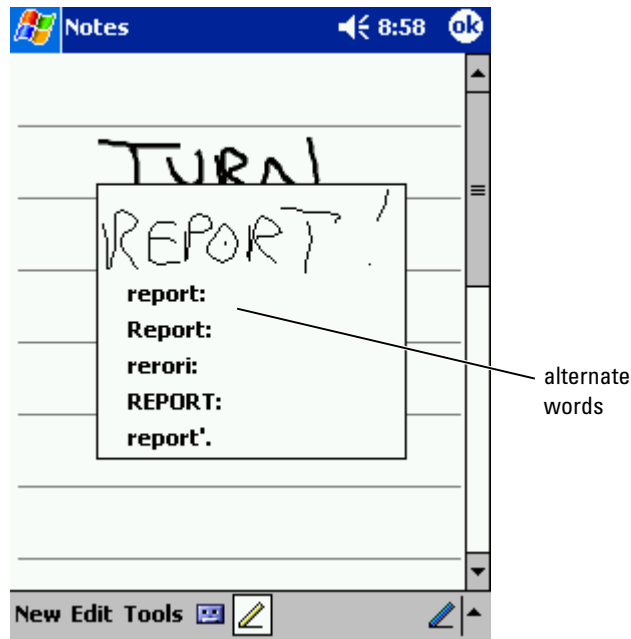 Notes 8:58 ok
TURN
REPORT!
report:
Report:
rerori:
REPORT:
report'.
alternate
words
New Edit Tools